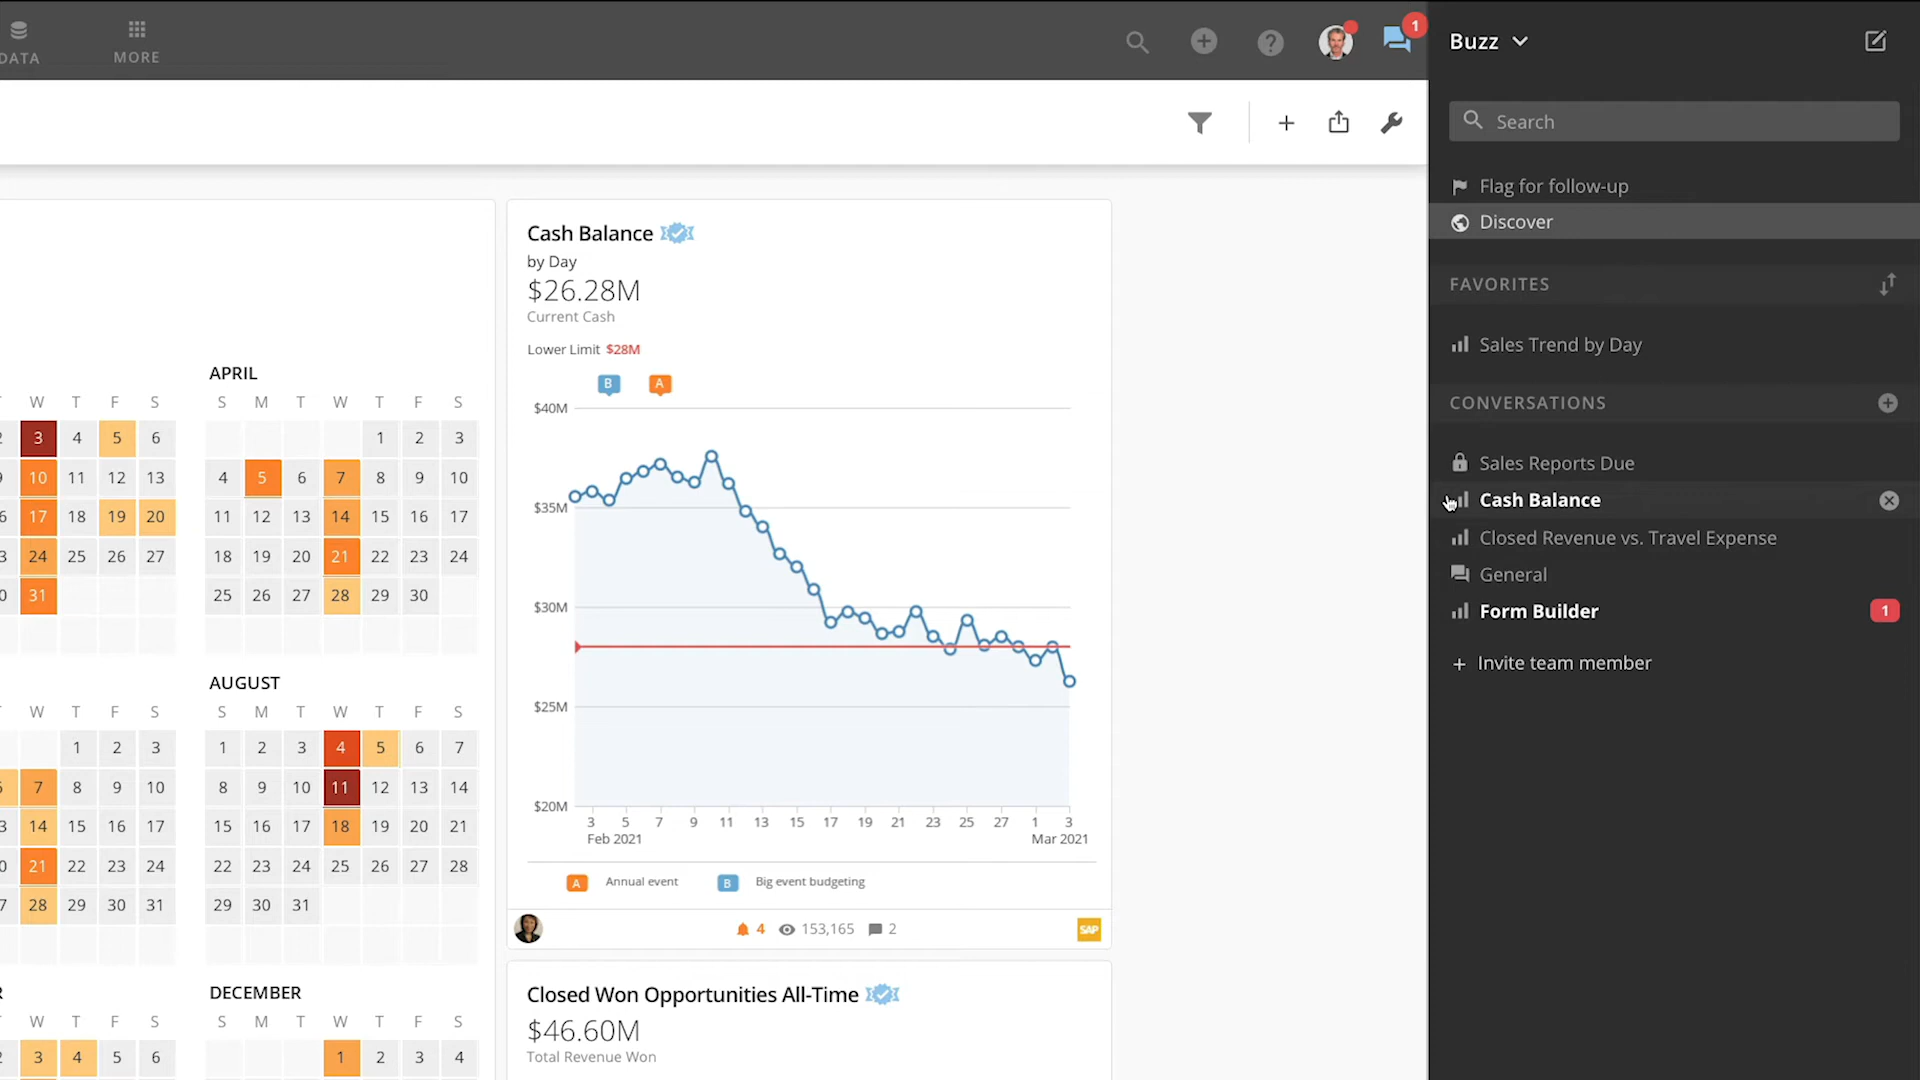 DATA
MORE
1
Buzz
Search
Flag for follow-up
Discover
FAVORITES
Sales Trend by Day
CONVERSATIONS
Sales Reports Due
Cash Balance
Closed Revenue vs. Travel Expense
General
Form Builder 1
+ Invite team member
W T F S
3 4 5 6
10 11 12 13
17 18 19 20
24 25 26 27
31
APRIL
S M T W T F S
1 2 3
4 5 6 7 8 9 10
11 12 13 14 15 16 17
18 19 20 21 22 23 24
25 26 27 28 29 30
W T F S
1 2 3
7 8 9 10
14 15 16 17
21 22 23 24
28 29 30 31
AUGUST
S M T W T F S
1 2 3 4 5 6 7
8 9 10 11 12 13 14
15 16 17 18 19 20 21
22 23 24 25 26 27 28
29 30 31
W T F S
3 4 5 6
DECEMBER
S M T W T F S
1 2 3 4
Cash Balance
by Day
$26.28M
Current Cash
Lower Limit $28M
B A
$40M
$35M
$30M
$25M
$20M
3 5 7 9 11 13 15 17 19 21 23 25 27 1 3
Feb 2021 Mar 2021
A Annual event B Big event budgeting
4 153,165 2 SAP
Closed Won Opportunities All-Time
$46.60M
Total Revenue Won